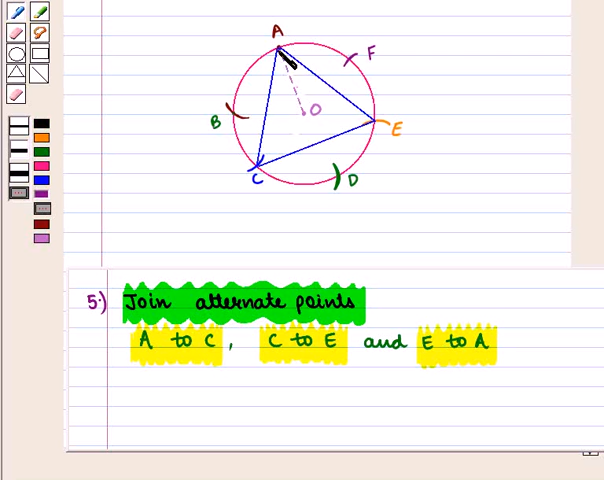 A
F
B
O
E
C
D
5.) Join alternate points
A to C, C to E and E to A